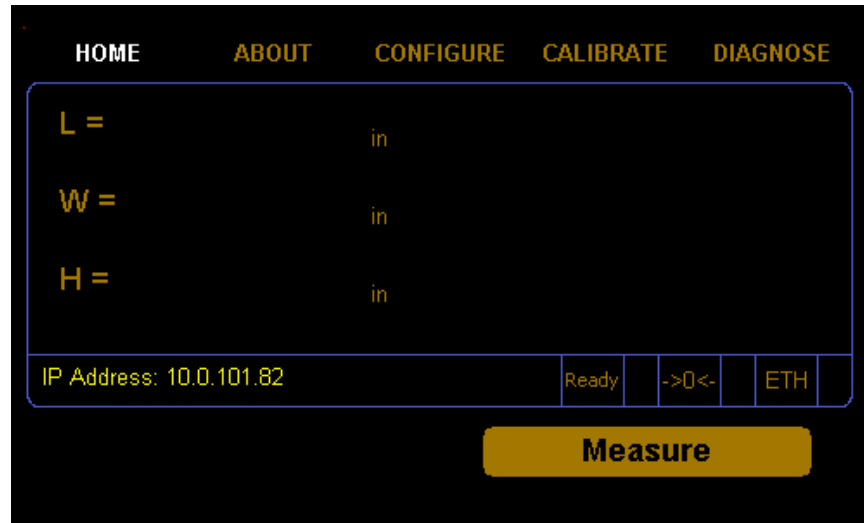 HOME ABOUT CONFIGURE CALIBRATE DIAGNOSE
L = in
W = in
H = in
IP Address: 10.0.101.82 Ready ->0<- ETH
Measure